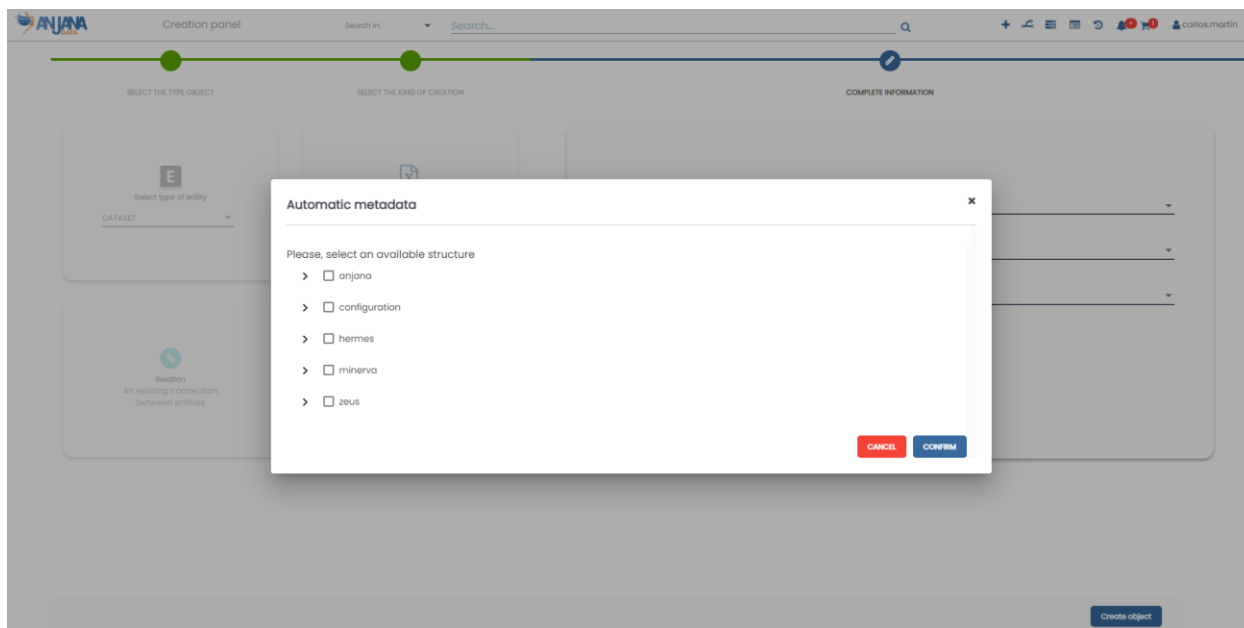 ANJANA
DATA
Creation panel
Search in:
Search...
carlos.martin
SELECT THE TYPE OBJECT
SELECT THE KIND OF CREATION
COMPLETE INFORMATION
E
Select type of entity
DATASET
Automatic metadata
Please, select an available structure
anjana
configuration
hermes
minerva
zeus
Relation
An existing connection
between entities
CANCEL
CONFIRM
Create object